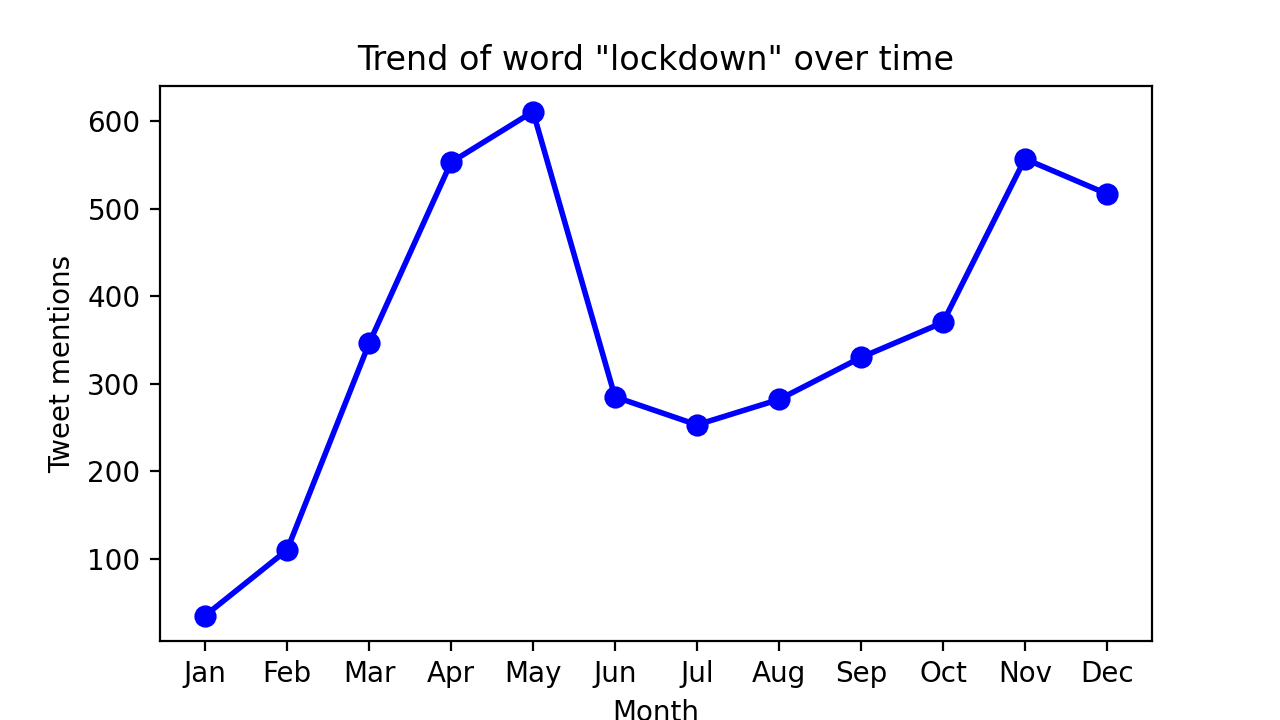 Trend of word "lockdown" over time
Tweet mentions
600
500
400
300
200
100
Jan Feb Mar Apr May Jun Jul Aug Sep Oct Nov Dec
Month